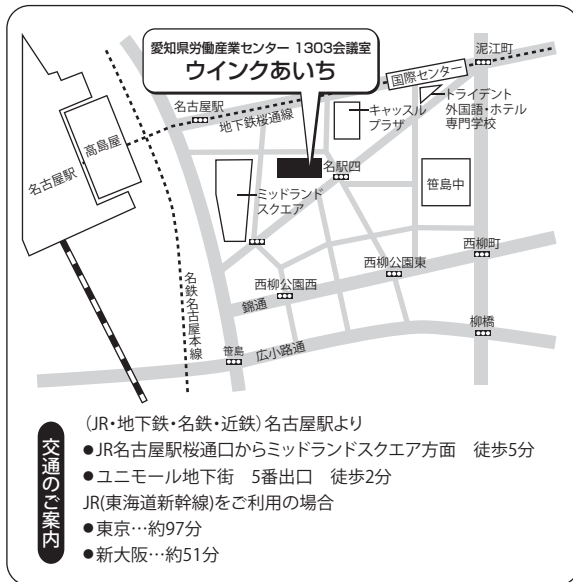 愛知県労働産業センター 1303会議室
ウインクあいち
泥江町
国際センター
名古屋駅
地下鉄桜通線
キャッスル
プラザ
トライデント
外国語・ホテル
専門学校
高島屋
名古屋駅
名駅四
笹島中
ミッドランド
スクエア
西柳町
西柳公園東
西柳公園西
名鉄名古屋本線
錦通
柳橋
笹島
広小路通
交通のご案内
(JR・地下鉄・名鉄・近鉄)名古屋駅より
●JR名古屋駅桜通口からミッドランドスクエア方面　徒歩5分
●ユニモール地下街　5番出口　徒歩2分
JR(東海道新幹線)をご利用の場合
●東京…約97分
●新大阪…約51分